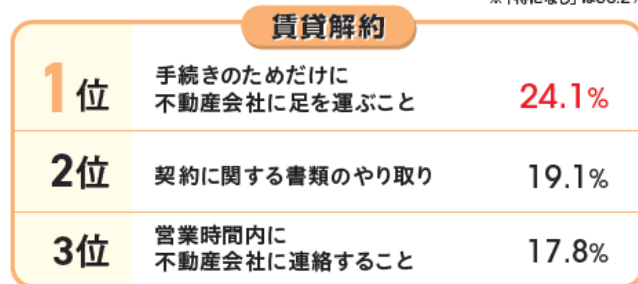 賃貸解約
1位
手続きのためだけに
不動産会社に足を運ぶこと
24.1%
2位
契約に関する書類のやり取り
19.1%
3位
営業時間内に
不動産会社に連絡すること
17.8%